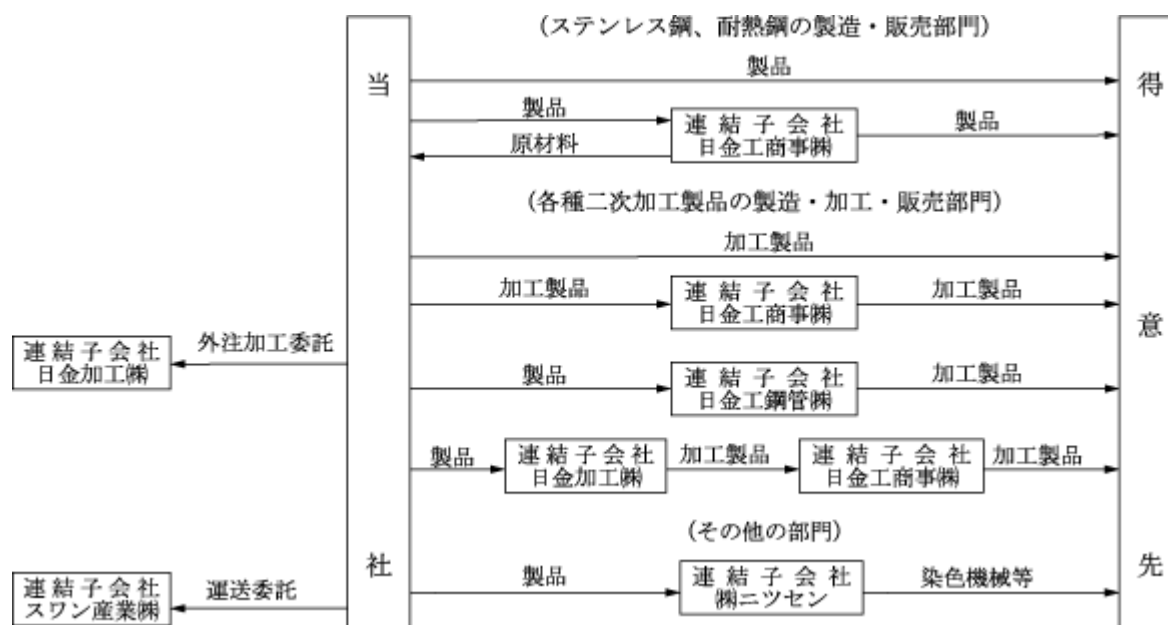 (ステンレス鋼、耐熱鋼の製造・販売部門)
製品
当
得
製品
連結子会社
日金工商事㈱
製品
原材料
(各種二次加工製品の製造・加工・販売部門)
加工製品
加工製品
連結子会社
日金工商事㈱
加工製品
意
外注加工委託
連結子会社
日金加工㈱
製品
連結子会社
日金工鋼管㈱
加工製品
製品
連結子会社
日金加工㈱
加工製品
連結子会社
日金工商事㈱
加工製品
(その他の部門)
社
先
運送委託
連結子会社
スワン産業㈱
製品
連結子会社
㈱ニツセン
染色機械等